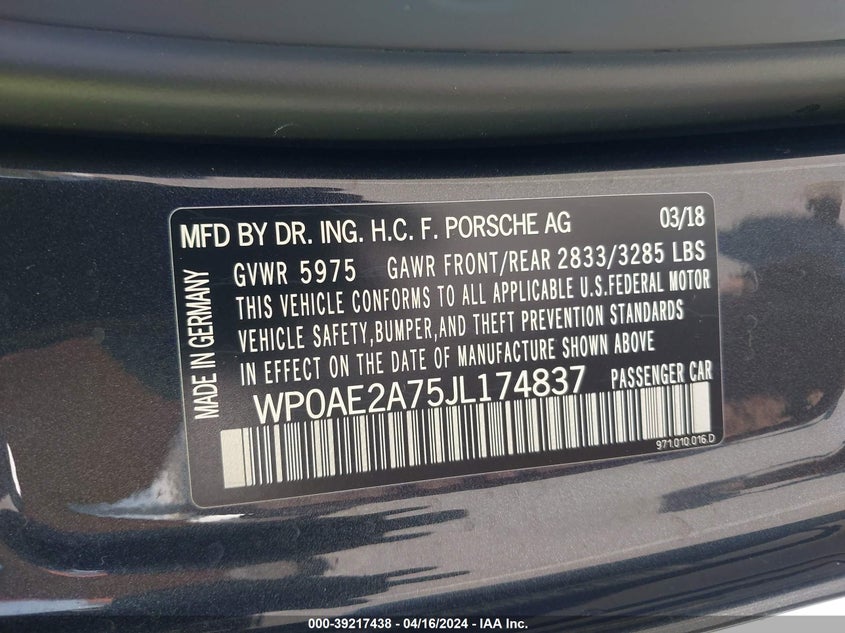 MFD BY DR. ING. H.C. F. PORSCHE AG 03/18
GVWR 5975 GAWR FRONT/REAR 2833/3285 LBS
THIS VEHICLE CONFORMS TO ALL APPLICABLE U.S.FEDERAL MOTOR
VEHICLE SAFETY,BUMPER,AND THEFT PREVENTION STANDARDS
IN EFFECT ON THE DATE OF MANUFACTURE SHOWN ABOVE
WP0AE2A75JL174837 PASSENGER CAR
MADE IN GERMANY
971.010.016.D
000-39217438 - 04/16/2024 - IAA Inc.